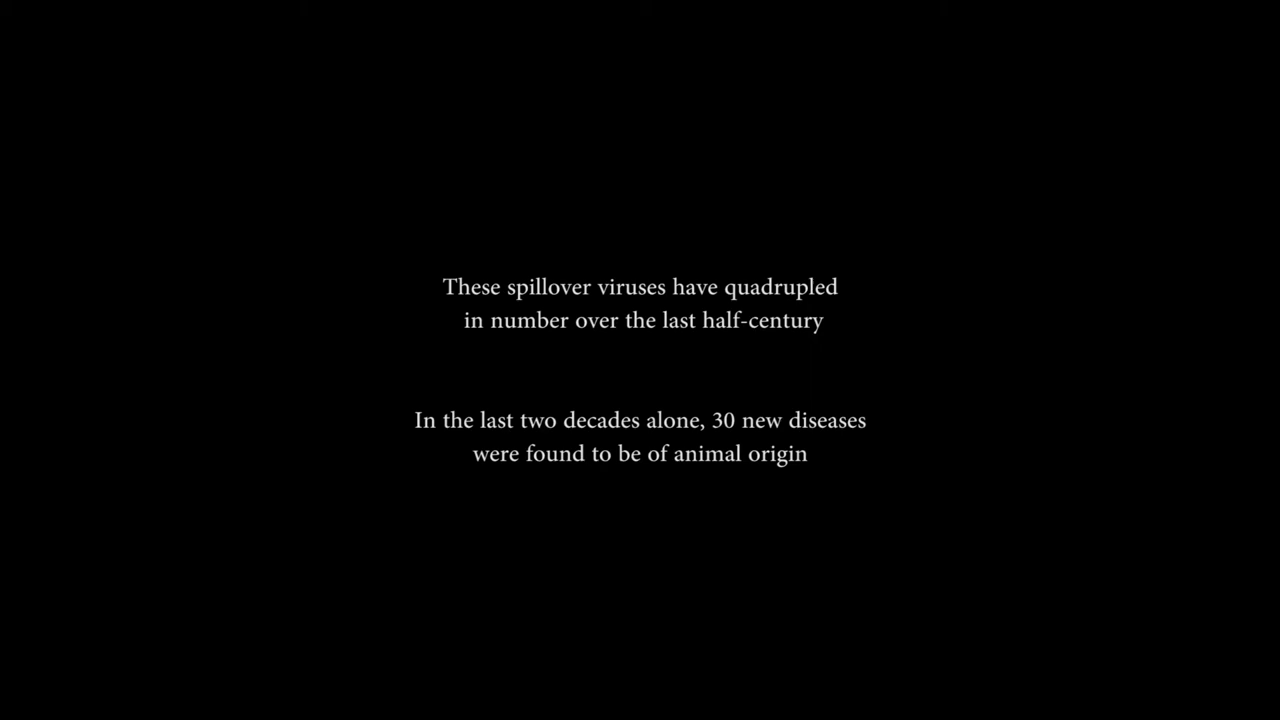 These spillover viruses have quadrupled
in number over the last half-century
In the last two decades alone, 30 new diseases
were found to be of animal origin